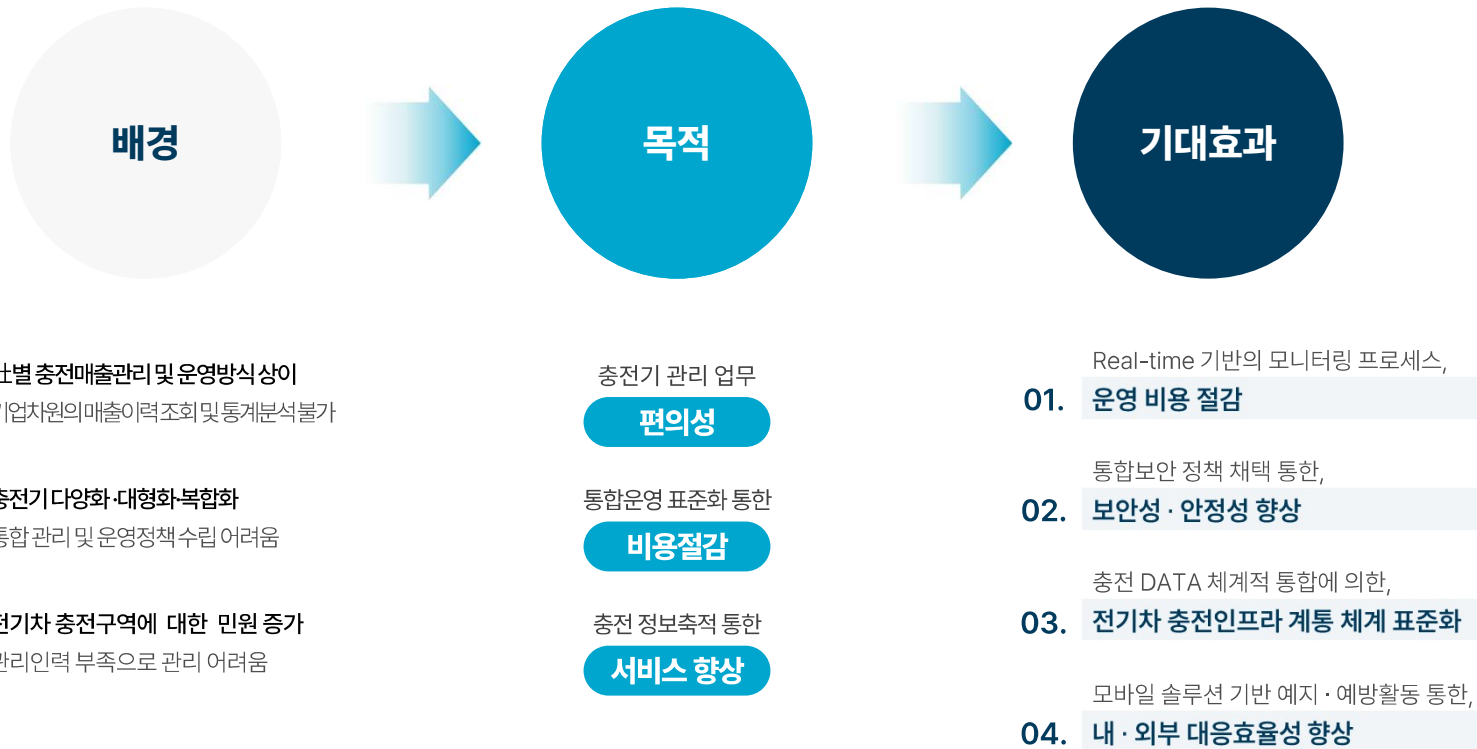 배경
목적
기대효과
별 충전매출관리 및 운영방식 상이
기업차원의 매출이력 조회 및 통계분석 불가
충전기 다양화·대형화·복합화
통합 관리 및 운영정책 수립 어려움
전기차 충전구역에 대한 민원 증가
관리인력 부족으로 관리 어려움
충전기 관리 업무
편의성
통합운영 표준화 통한
비용절감
충전 정보축적 통한
서비스 향상
Real-time 기반의 모니터링 프로세스,
01. 운영 비용 절감
통합보안 정책 채택 통한,
02. 보안성 · 안정성 향상
충전 DATA 체계적 통합에 의한,
03. 전기차 충전인프라 계통 체계 표준화
모바일 솔루션 기반 예지 · 예방활동 통한,
04. 내 · 외부 대응효율성 향상